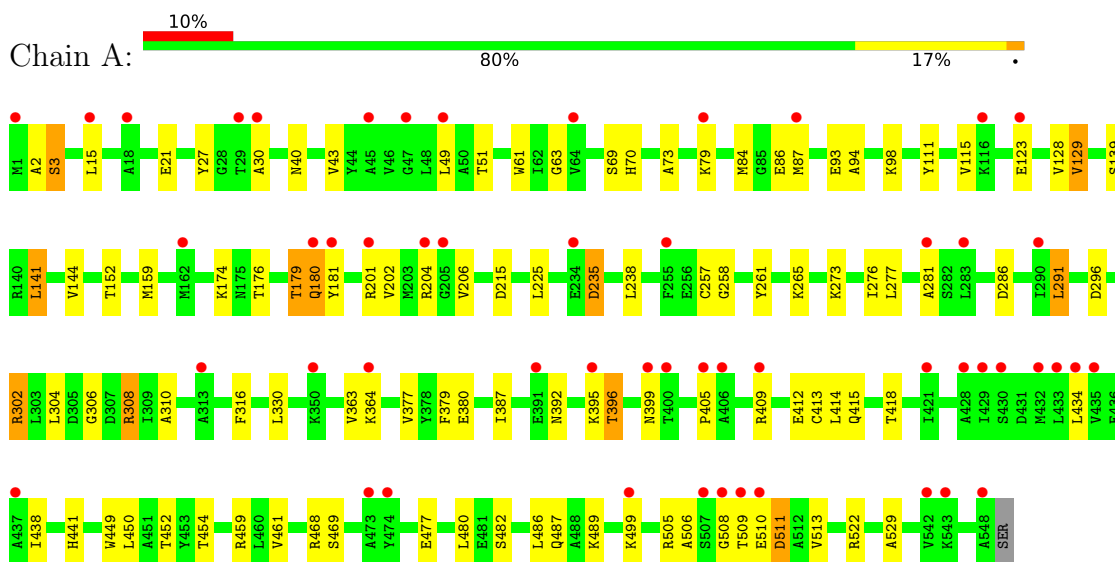 10%
Chain A:
80% 17% •
M1 A2 S3 L15 A18 E21 Y27 G28 T29 A30 N40 V43 Y44 A45 V46 G47 L48 L49 A50 T51 W61 I62 G63 V64 S69 H70 A73 K79 M84 G85 E86 M87 E93 A94 K98 Y111 V115 K116 E123 V128 V129 S139
R140 L141 V144 T152 M159 M162 K174 N175 T176 T179 Q180 Y181 R201 V202 M203 R204 G205 V206 D215 L225 E234 D235 L238 F255 E256 C257 G258 Y261 K265 K273 I276 L277 A281 S282 L283 D286 I290 L291 D296
R302 L303 L304 D305 G306 D307 R308 I309 A310 A313 F316 L330 K350 V363 K364 V377 Y378 F379 E380 I387 E391 N392 K395 T396 N399 T400 P405 A406 R409 E412 C413 L414 Q415 T418 I421 A428 I429 S430 D431 M432 L433 L434 V435 E436
A437 I438 H441 W449 L450 A451 T452 Y453 T454 R459 L460 V461 R468 S469 A473 Y474 E477 L480 E481 S482 L486 Q487 A488 K489 K499 R505 A506 S507 G508 T509 E510 D511 A512 V513 R522 A529 V542 K543 A548 SER